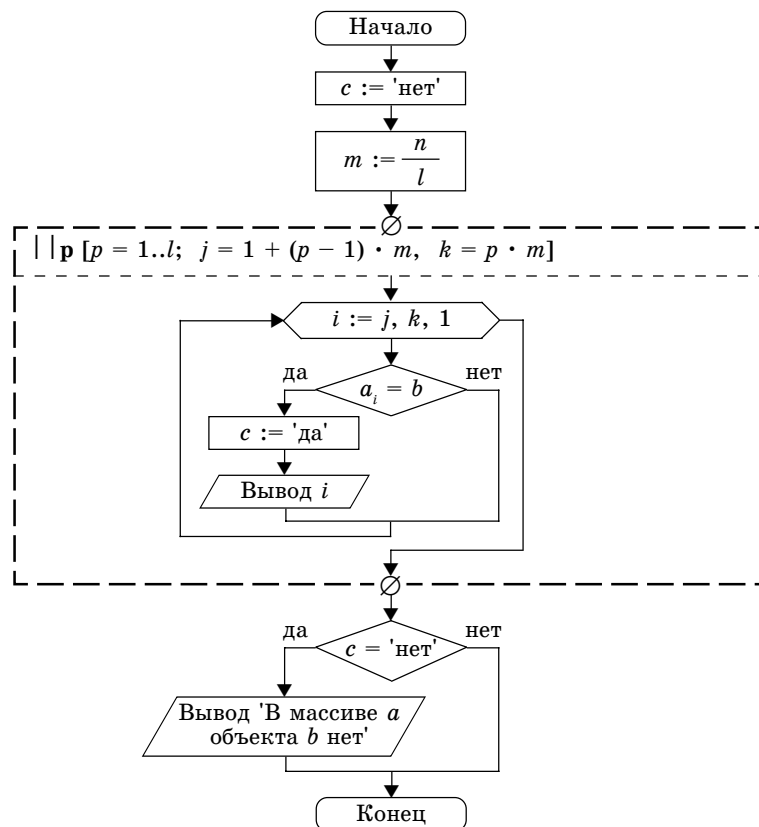 Начало
c := 'нет'
m := n
l
||p [p = 1..l; j = 1 + (p − 1) · m, k = p · m]
i := j, k, 1
да
нет
a_i = b
c := 'да'
Вывод i
да
нет
c = 'нет'
Вывод 'В массиве a
объекта b нет'
Конец